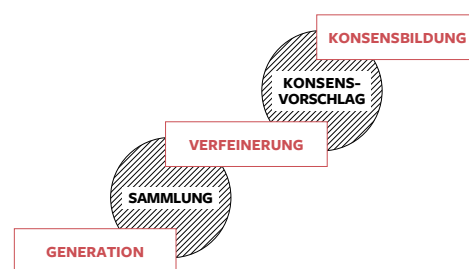 KONSENSBILDUNG
KONSENS-
VORSCHLAG
VERFEINERUNG
SAMMLUNG
GENERATION